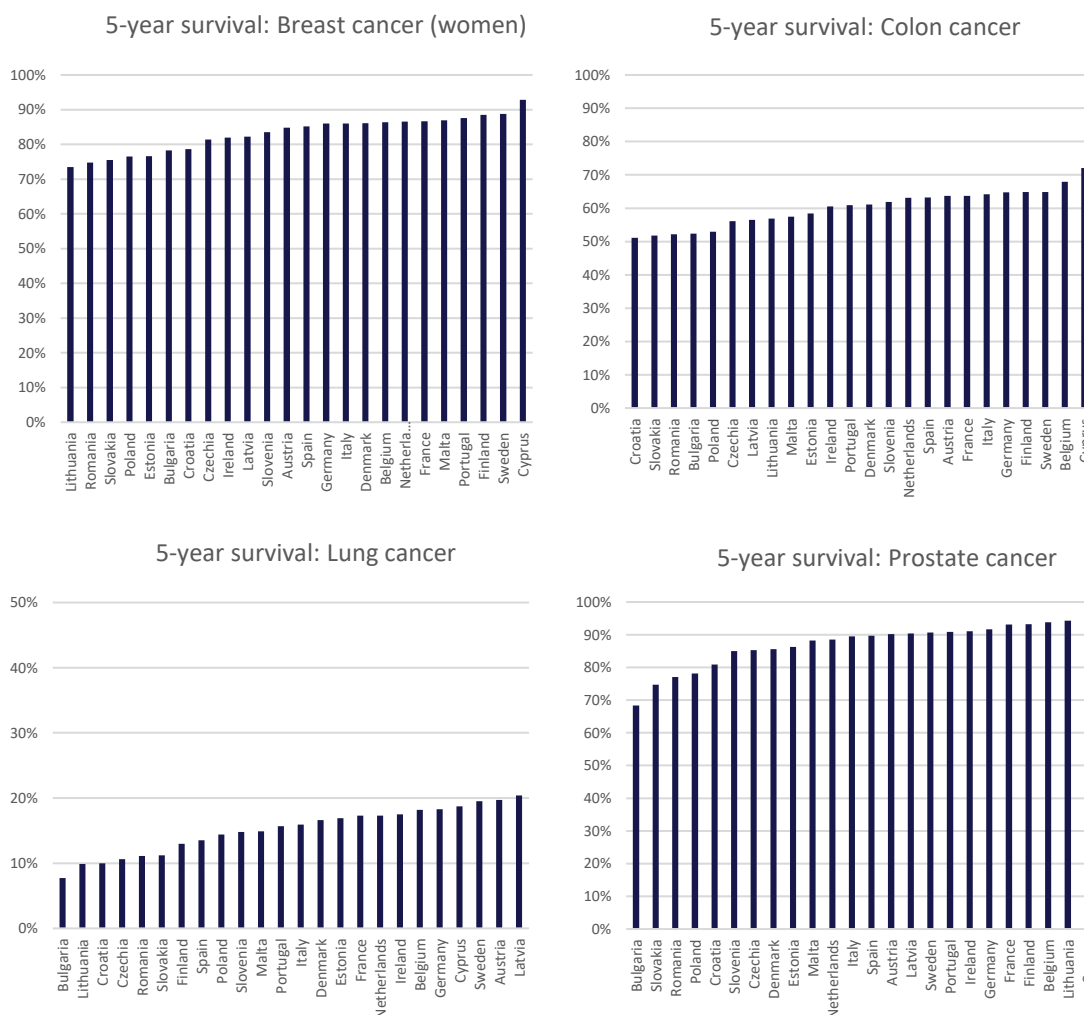 5-year survival: Breast cancer (women)
100%
90%
80%
70%
60%
50%
40%
30%
20%
10%
0%
Lithuania
Romania
Slovakia
Poland
Estonia
Bulgaria
Croatia
Czechia
Ireland
Latvia
Slovenia
Austria
Spain
Germany
Italy
Denmark
Belgium
Netherla...
France
Malta
Portugal
Finland
Sweden
Cyprus
5-year survival: Colon cancer
100%
90%
80%
70%
60%
50%
40%
30%
20%
10%
0%
Croatia
Slovakia
Romania
Bulgaria
Poland
Czechia
Latvia
Lithuania
Malta
Estonia
Ireland
Portugal
Denmark
Slovenia
Netherlands
Spain
Austria
France
Italy
Germany
Finland
Sweden
Belgium
Cyprus
5-year survival: Lung cancer
50%
40%
30%
20%
10%
0%
Bulgaria
Lithuania
Croatia
Czechia
Romania
Slovakia
Finland
Spain
Poland
Slovenia
Malta
Portugal
Italy
Denmark
Estonia
France
Netherlands
Ireland
Belgium
Germany
Cyprus
Sweden
Austria
Latvia
5-year survival: Prostate cancer
100%
90%
80%
70%
60%
50%
40%
30%
20%
10%
0%
Bulgaria
Slovakia
Romania
Poland
Croatia
Slovenia
Czechia
Denmark
Estonia
Malta
Netherlands
Italy
Spain
Austria
Latvia
Sweden
Portugal
Ireland
Germany
France
Finland
Belgium
Lithuania